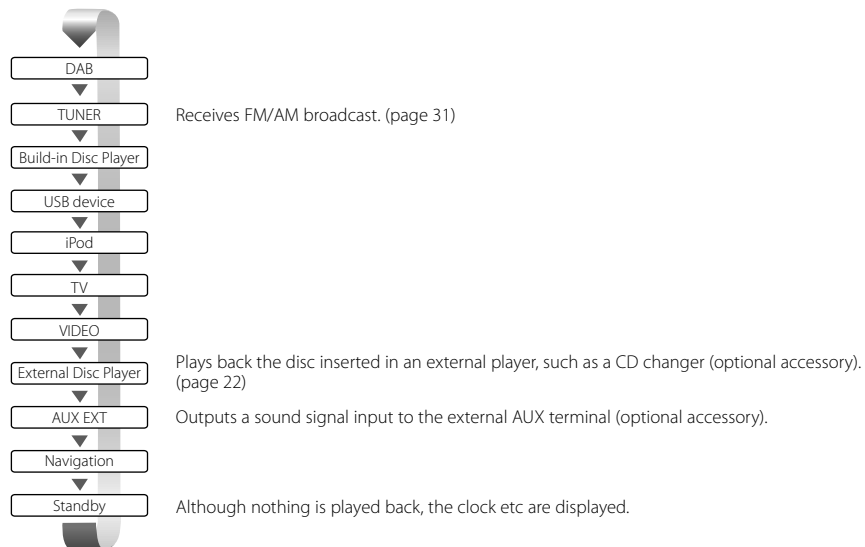 DAB
TUNER
Receives FM/AM broadcast. (page 31)
Build-in Disc Player
USB device
iPod
TV
VIDEO
External Disc Player
Plays back the disc inserted in an external player, such as a CD changer (optional accessory).
(page 22)
AUX EXT
Outputs a sound signal input to the external AUX terminal (optional accessory).
Navigation
Standby
Although nothing is played back, the clock etc are displayed.